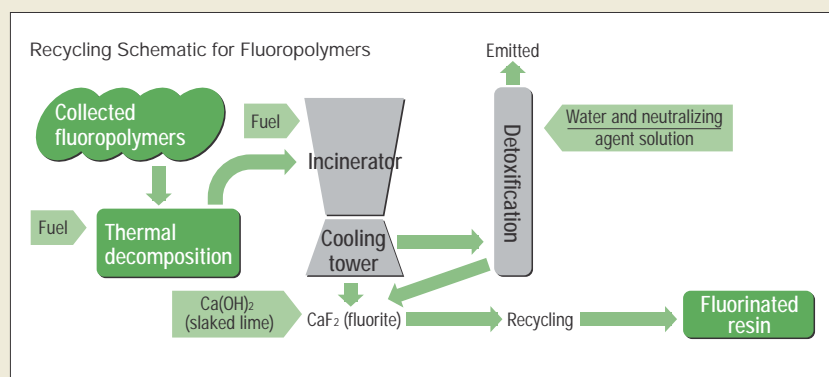 Recycling Schematic for Fluoropolymers
Emitted
Collected
fluoropolymers
Fuel
Water and neutralizing
agent solution
Detoxification
Incinerator
Fuel
Thermal
decomposition
Cooling
tower
Ca(OH)₂
(slaked lime)
CaF₂ (fluorite)
Recycling
Fluorinated
resin